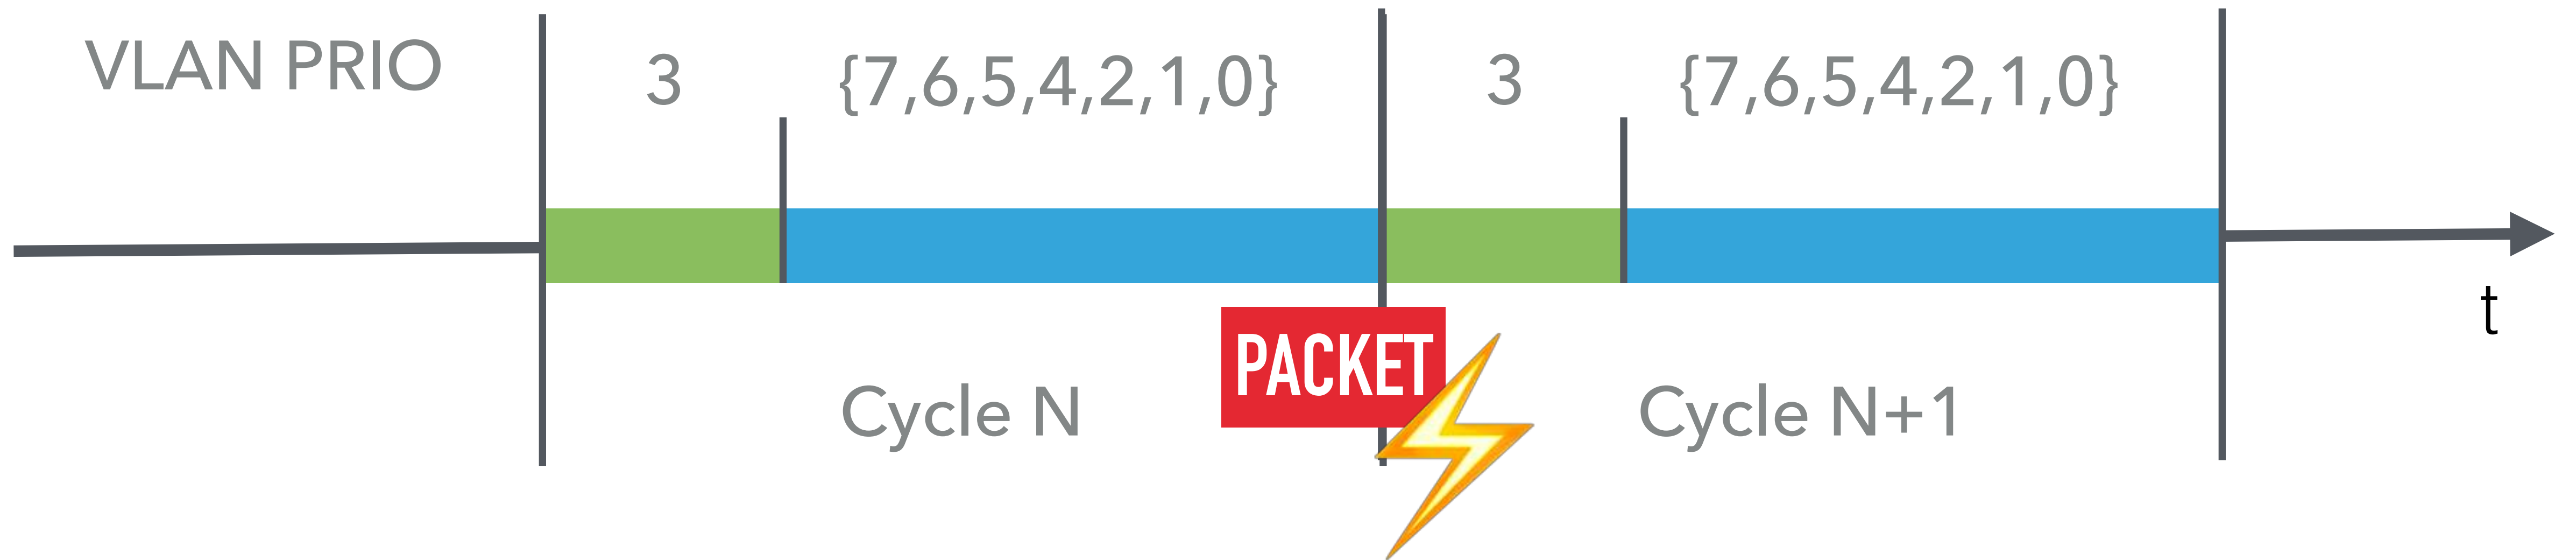 VLAN PRIO
3
{7,6,5,4,2,1,0}
3
{7,6,5,4,2,1,0}
t
PACKET
Cycle N
Cycle N+1